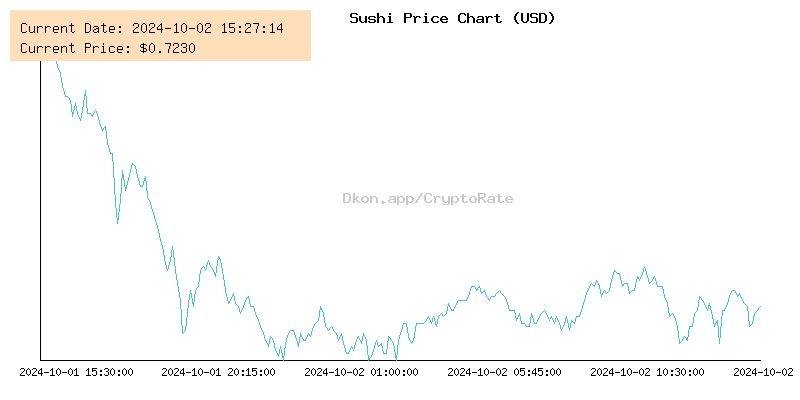 Sushi Price Chart (USD)
Current Date: 2024-10-02 15:27:14
Current Price: $0.7230
Dkon.app/CryptoRate
2024-10-01 15:30:00 2024-10-01 20:15:00 2024-10-02 01:00:00 2024-10-02 05:45:00 2024-10-02 10:30:00 2024-10-02